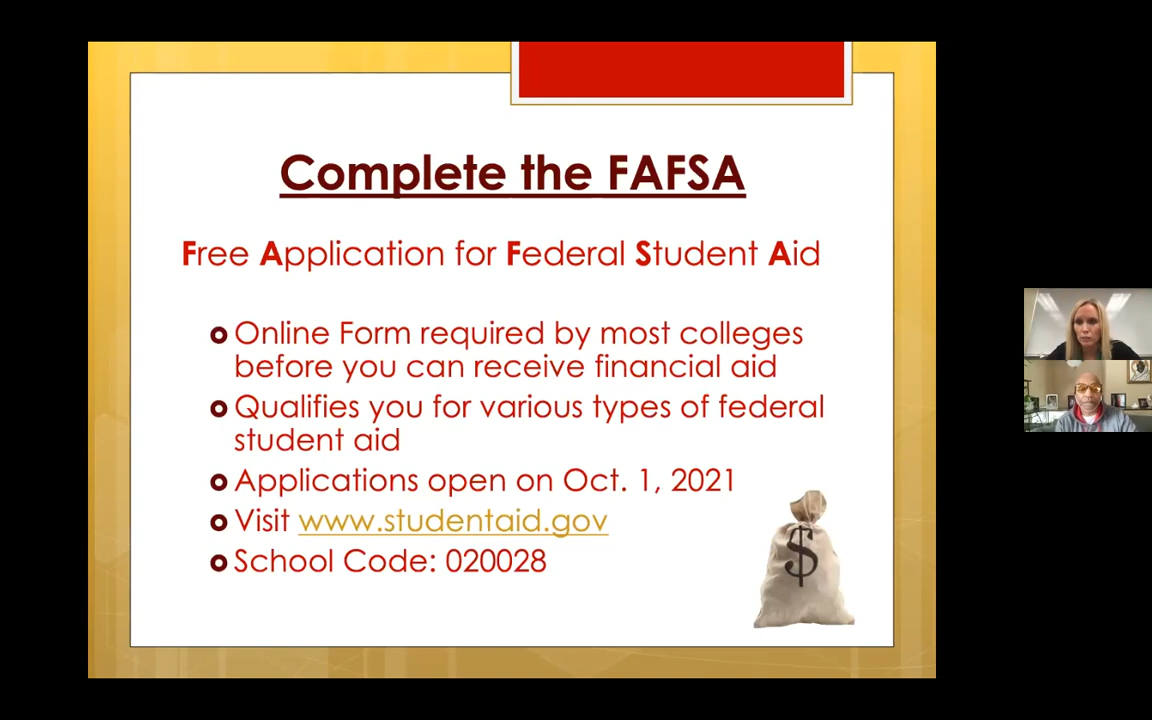 Complete the FAFSA
Free Application for Federal Student Aid
Online Form required by most colleges
before you can receive financial aid
Qualifies you for various types of federal
student aid
Applications open on Oct. 1, 2021
Visit www.studentaid.gov
School Code: 020028
$